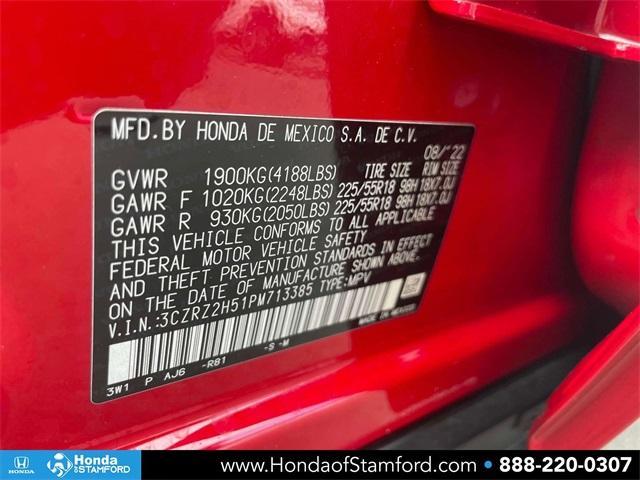 MFD.BY HONDA DE MEXICO S.A. DE C.V.
08/'22
GVWR 1900KG(4188LBS) TIRE SIZE RIM SIZE
GAWR F 1020KG(2248LBS) 225/55R18 98H 18X7.0J
GAWR R 930KG(2050LBS) 225/55R18 98H 18X7.0J
THIS VEHICLE CONFORMS TO ALL APPLICABLE
FEDERAL MOTOR VEHICLE SAFETY
AND THEFT PREVENTION STANDARDS IN EFFECT
ON THE DATE OF MANUFACTURE SHOWN ABOVE.
V.I.N.:3CZRZ2H51PM713385 TYPE:MPV
3W1 P AJ6 -R81 -S -M
MADE IN MEXICO
HONDA Honda OF STAMFORD www.HondaofStamford.com • 888-220-0307